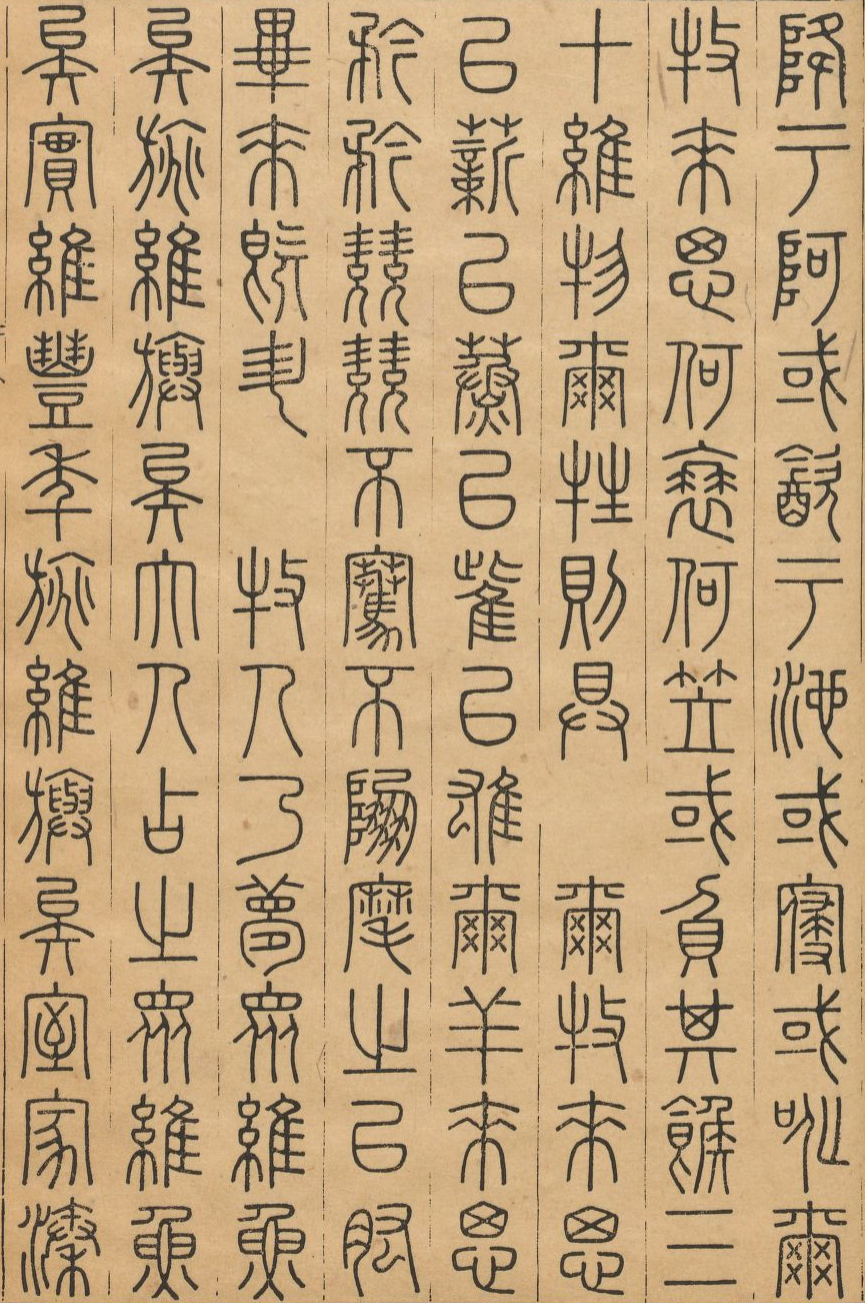 降于阿或飲于池或寢或吪爾
牧來思何蓑何笠或負其餱三
十維物爾牲則具 爾牧來思
以薪以蒸以雌以雄爾羊來思
矜矜兢兢不騫不崩麾之以肱
畢來既升 牧人乃夢眾維魚
矣旐維旟矣大人占之眾維魚
矣實維豐年旐維旟矣室家溱